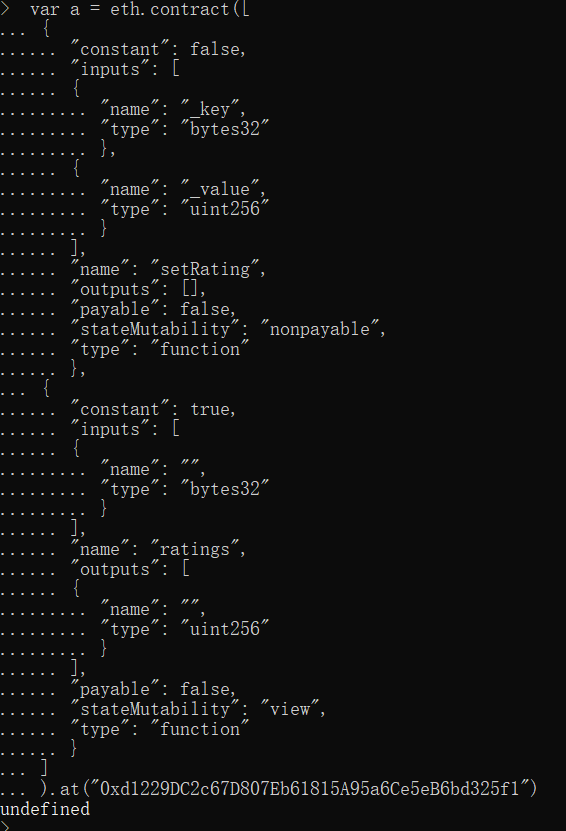 >  var a = eth.contract([
... {
...... "constant": false,
...... "inputs": [
...... {
......... "name": "_key",
......... "type": "bytes32"
......... },
...... {
......... "name": "_value",
......... "type": "uint256"
......... }
...... ],
...... "name": "setRating",
...... "outputs": [],
...... "payable": false,
...... "stateMutability": "nonpayable",
...... "type": "function"
...... },
... {
...... "constant": true,
...... "inputs": [
...... {
......... "name": "",
......... "type": "bytes32"
......... }
...... ],
...... "name": "ratings",
...... "outputs": [
...... {
......... "name": "",
......... "type": "uint256"
......... }
...... ],
...... "payable": false,
...... "stateMutability": "view",
...... "type": "function"
...... }
... ]
... ).at("0xd1229DC2c67D807Eb61815A95a6Ce5eB6bd325f1")
undefined
>